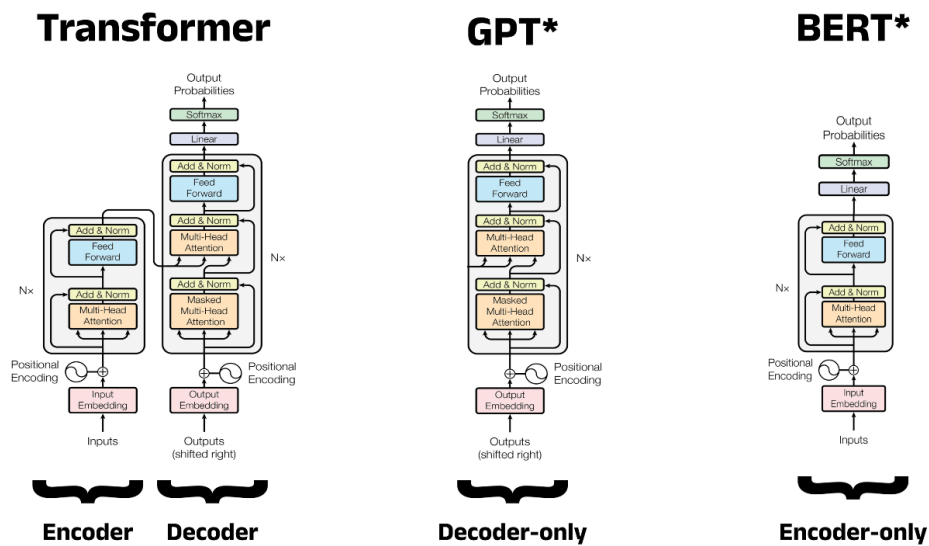 Transformer
Output
Probabilities
Softmax
Linear
Add & Norm
Feed
Forward
Add & Norm
Multi-Head
Attention
Add & Norm
Masked
Multi-Head
Attention
N×
Add & Norm
Feed
Forward
Add & Norm
Multi-Head
Attention
N×
Positional
Encoding
Positional
Encoding
Input
Embedding
Output
Embedding
Inputs
Outputs
(shifted right)
Encoder
Decoder
GPT*
Output
Probabilities
Softmax
Linear
Add & Norm
Feed
Forward
Add & Norm
Multi-Head
Attention
Add & Norm
Masked
Multi-Head
Attention
N×
Positional
Encoding
Output
Embedding
Outputs
(shifted right)
Decoder-only
BERT*
Output
Probabilities
Softmax
Linear
Add & Norm
Feed
Forward
Add & Norm
Multi-Head
Attention
N×
Positional
Encoding
Input
Embedding
Inputs
Encoder-only